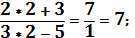 (2 * 2 + 3)/(3 * 2 − 5) = 7/1 = 7;